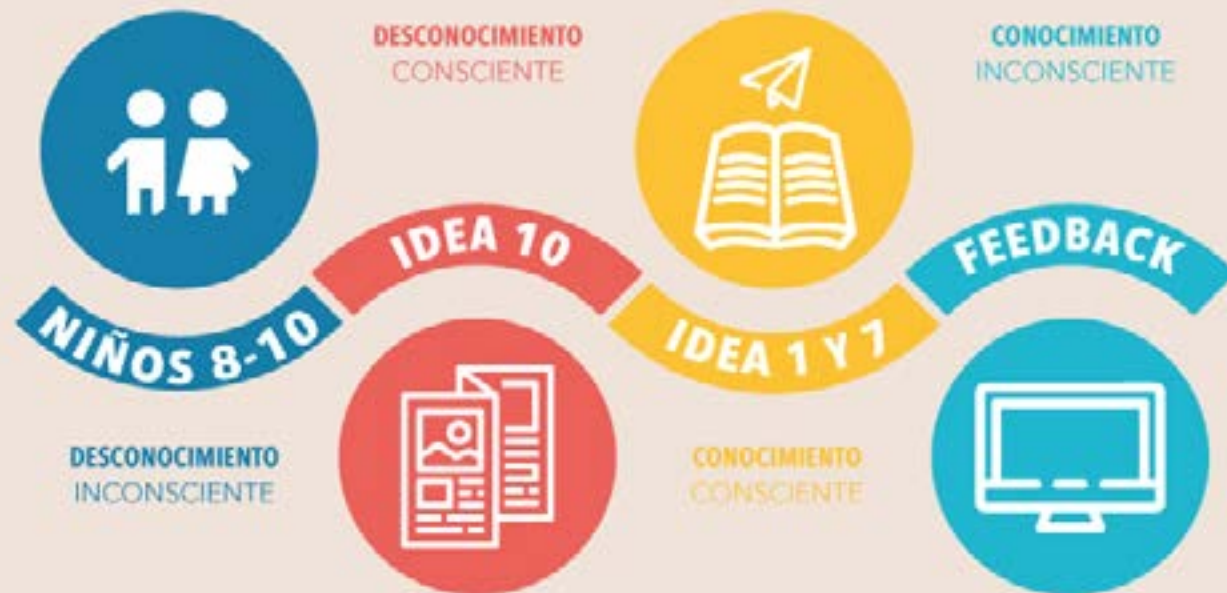 DESCONOCIMIENTO
CONSCIENTE
CONOCIMIENTO
INCONSCIENTE
NIÑOS 8-10
IDEA 10
IDEA 1 Y 7
FEEDBACK
DESCONOCIMIENTO
INCONSCIENTE
CONOCIMIENTO
CONSCIENTE